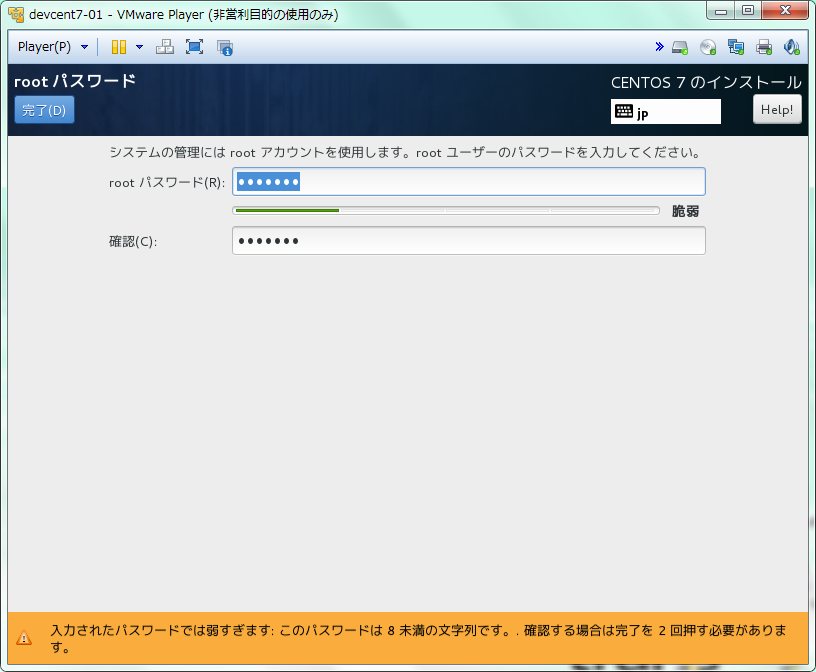 devcent7-01 - VMware Player (非営利目的の使用のみ)
Player(P)
root パスワード
CENTOS 7 のインストール
完了(D)
jp
Help!
システムの管理には root アカウントを使用します。root ユーザーのパスワードを入力してください。
root パスワード(R):
•••••••
脆弱
確認(C):
•••••••
入力されたパスワードでは弱すぎます: このパスワードは 8 未満の文字列です。. 確認する場合は完了を 2 回押す必要がありま
す。